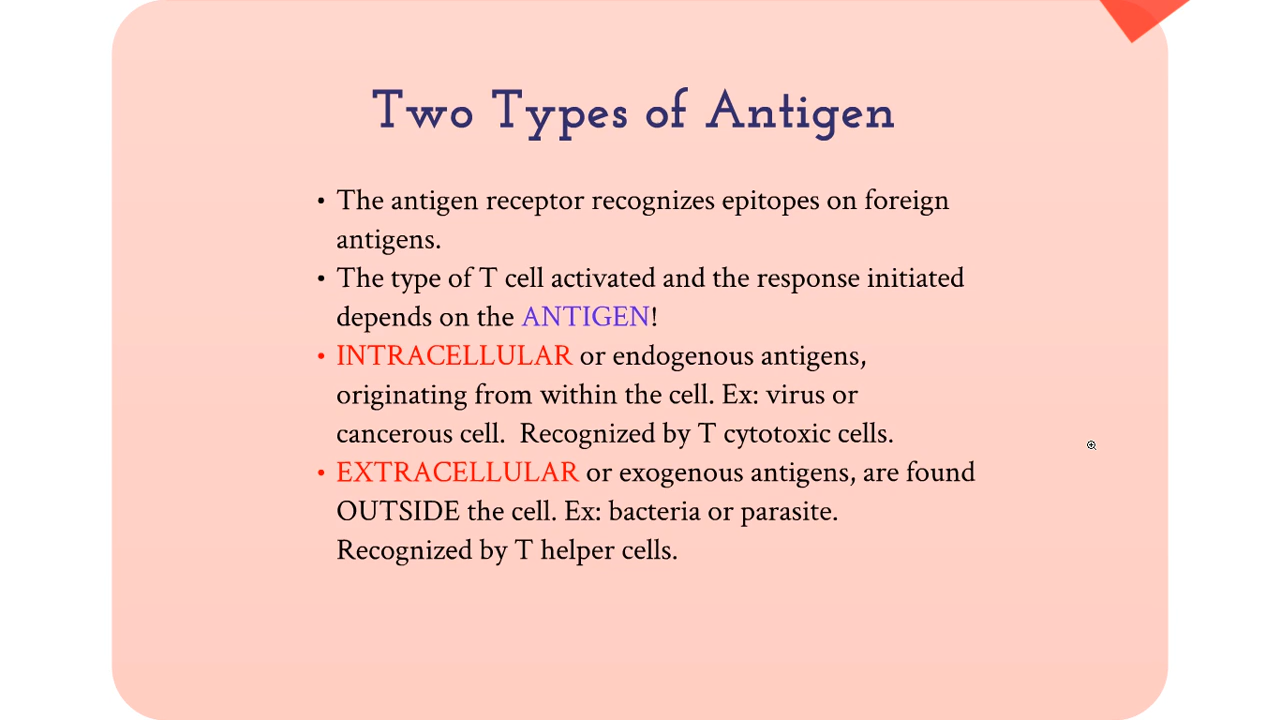 Two Types of Antigen
• The antigen receptor recognizes epitopes on foreign
antigens.
• The type of T cell activated and the response initiated
depends on the ANTIGEN!
• INTRACELLULAR or endogenous antigens,
originating from within the cell. Ex: virus or
cancerous cell.  Recognized by T cytotoxic cells.
• EXTRACELLULAR or exogenous antigens, are found
OUTSIDE the cell. Ex: bacteria or parasite.
Recognized by T helper cells.